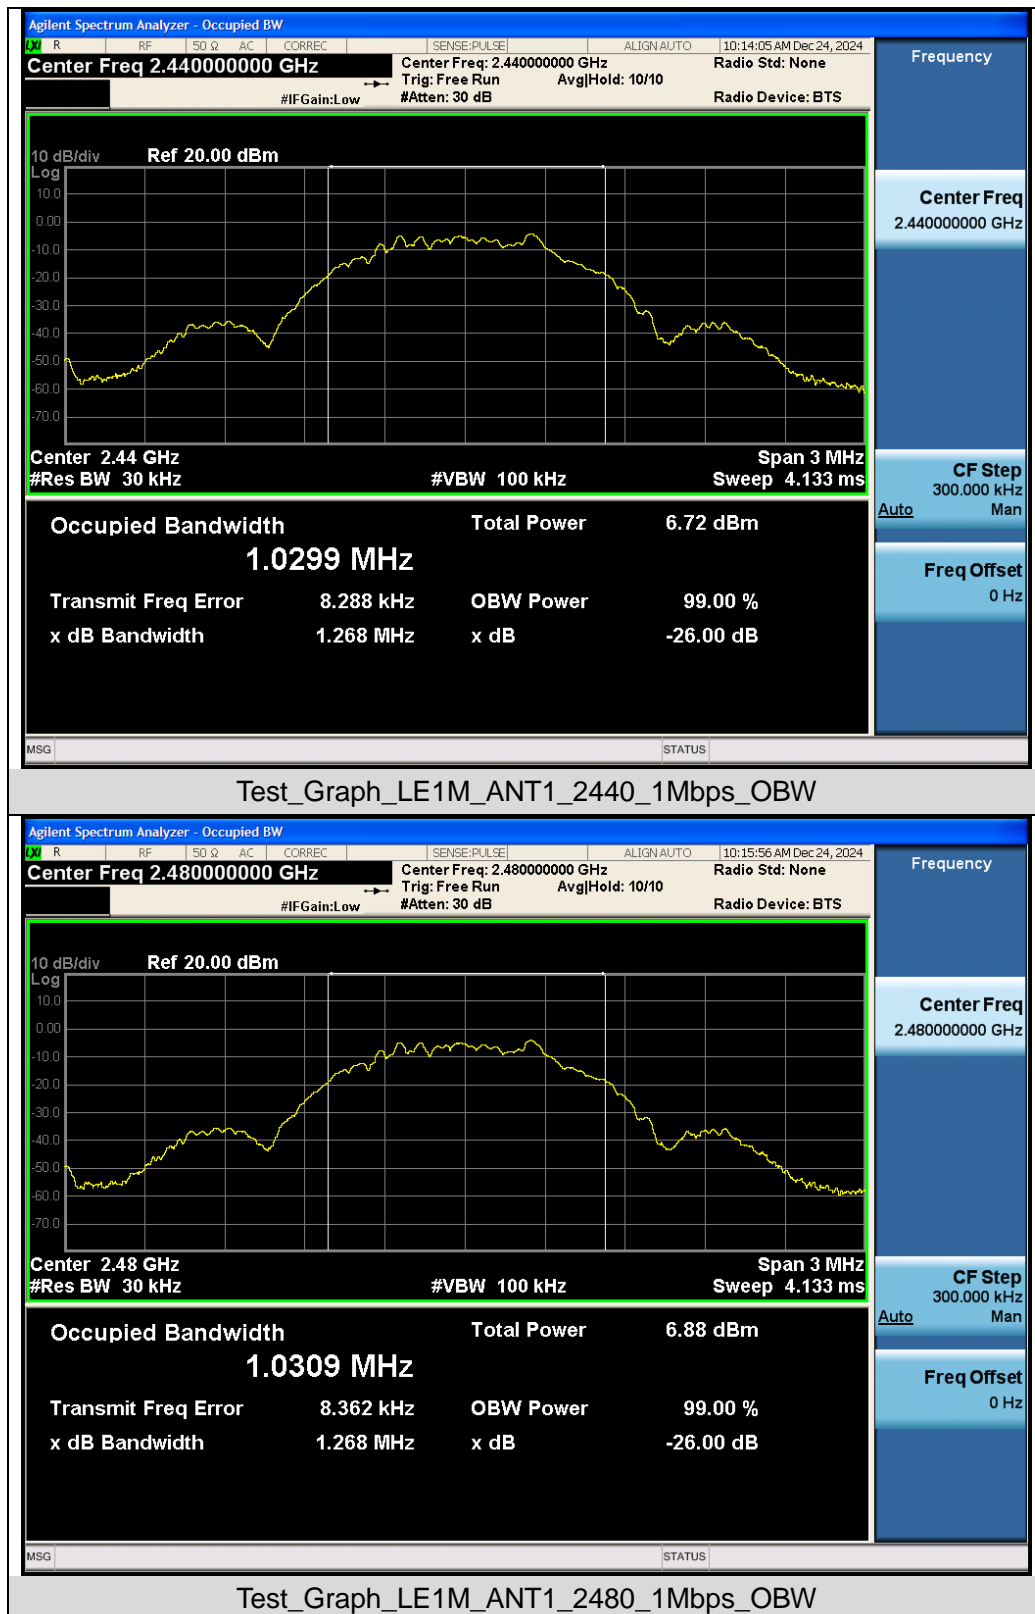 Agilent Spectrum Analyzer - Occupied BW
LXI R RF 50 Ω AC CORREC SENSE:PULSE ALIGN AUTO 10:14:05 AM Dec 24, 2024
Center Freq 2.440000000 GHz
Center Freq: 2.440000000 GHz Radio Std: None
Trig: Free Run Avg|Hold: 10/10
#IFGain:Low #Atten: 30 dB Radio Device: BTS
10 dB/div Ref 20.00 dBm
Log
10.0
0.00
-10.0
-20.0
-30.0
-40.0
-50.0
-60.0
-70.0
Center 2.44 GHz Span 3 MHz
#Res BW 30 kHz #VBW 100 kHz Sweep 4.133 ms
Occupied Bandwidth Total Power 6.72 dBm
1.0299 MHz
Transmit Freq Error 8.288 kHz OBW Power 99.00 %
x dB Bandwidth 1.268 MHz x dB -26.00 dB
MSG STATUS
Frequency
Center Freq
2.440000000 GHz
CF Step
300.000 kHz
Auto Man
Freq Offset
0 Hz
Test_Graph_LE1M_ANT1_2440_1Mbps_OBW
Agilent Spectrum Analyzer - Occupied BW
LXI R RF 50 Ω AC CORREC SENSE:PULSE ALIGN AUTO 10:15:56 AM Dec 24, 2024
Center Freq 2.480000000 GHz
Center Freq: 2.480000000 GHz Radio Std: None
Trig: Free Run Avg|Hold: 10/10
#IFGain:Low #Atten: 30 dB Radio Device: BTS
10 dB/div Ref 20.00 dBm
Log
10.0
0.00
-10.0
-20.0
-30.0
-40.0
-50.0
-60.0
-70.0
Center 2.48 GHz Span 3 MHz
#Res BW 30 kHz #VBW 100 kHz Sweep 4.133 ms
Occupied Bandwidth Total Power 6.88 dBm
1.0309 MHz
Transmit Freq Error 8.362 kHz OBW Power 99.00 %
x dB Bandwidth 1.268 MHz x dB -26.00 dB
MSG STATUS
Frequency
Center Freq
2.480000000 GHz
CF Step
300.000 kHz
Auto Man
Freq Offset
0 Hz
Test_Graph_LE1M_ANT1_2480_1Mbps_OBW